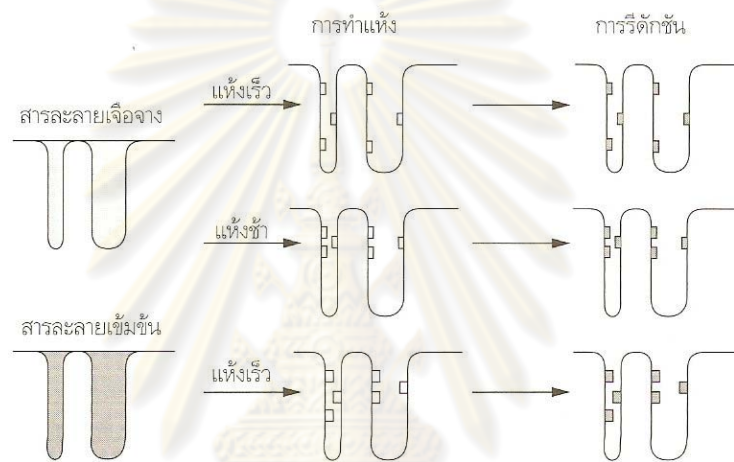 การทำแห้ง
การรีดักชัน
แห้งเร็ว
สารละลายเจือจาง
แห้งช้า
สารละลายเข้มข้น
แห้งเร็ว